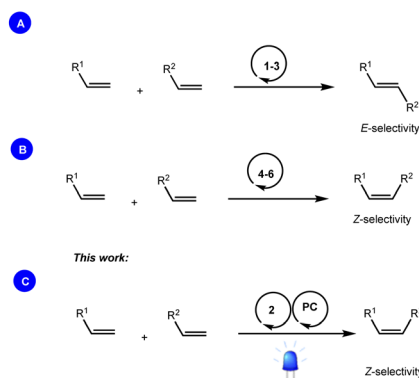 A
R1 + R2 1-3 R1 R2
E-selectivity
B
R1 + R2 4-6 R1 R2
Z-selectivity
This work:
C
R1 + R2 2 PC R1 R
Z-selectivity